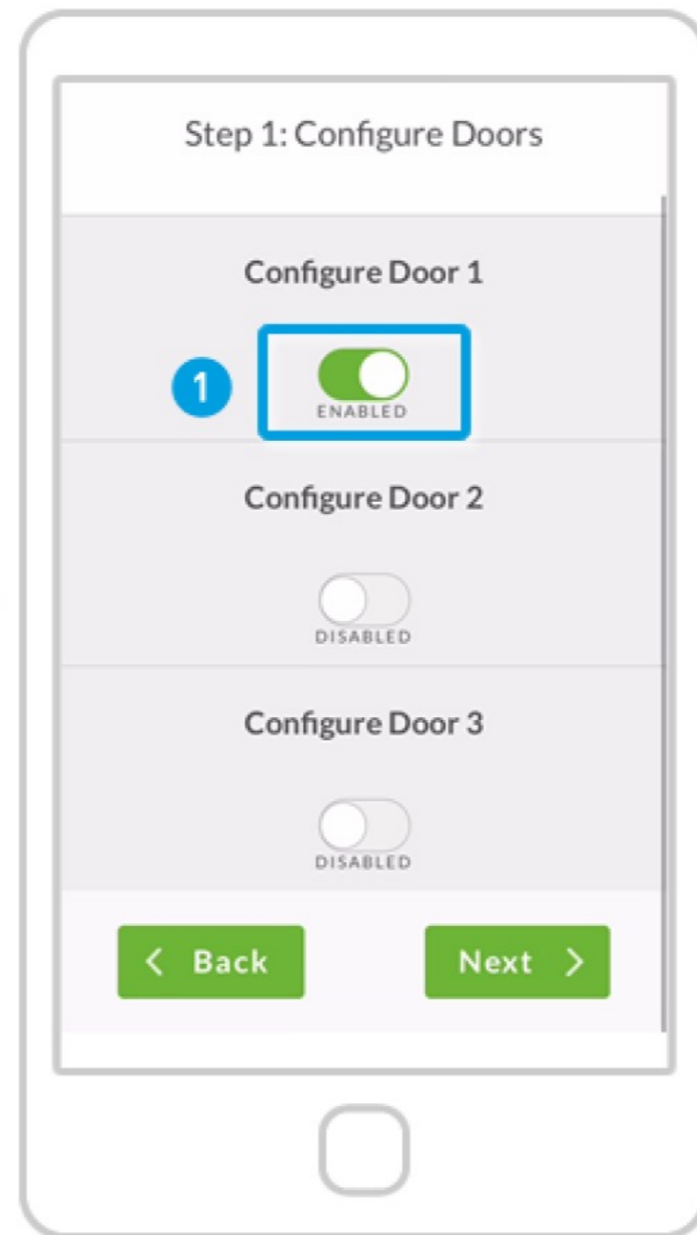 Step 1: Configure Doors
Configure Door 1
1
ENABLED
Configure Door 2
DISABLED
Configure Door 3
DISABLED
Back
Next